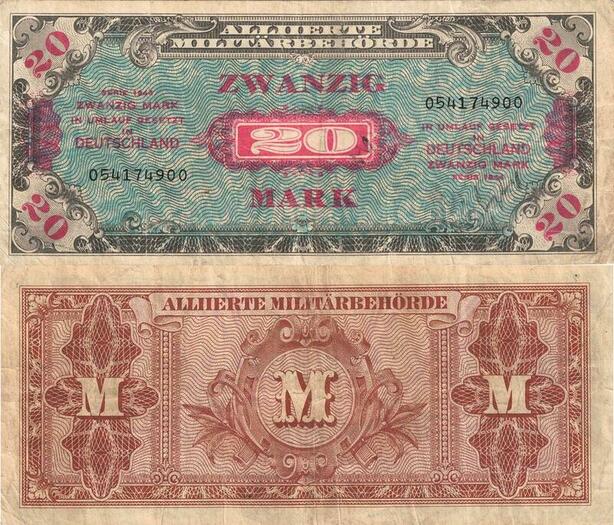 20
ALLIIERTE
MILITÄRBEHÖRDE
20
SERIE 1944
ZWANZIG MARK
IN UMLAUF GESETZT
IN
DEUTSCHLAND
054174900
ZWANZIG
20
MARK
054174900
IN UMLAUF GESETZT
IN
DEUTSCHLAND
ZWANZIG MARK
SERIE 1944
20
20
ALLIIERTE MILITÄRBEHÖRDE
M
M
M